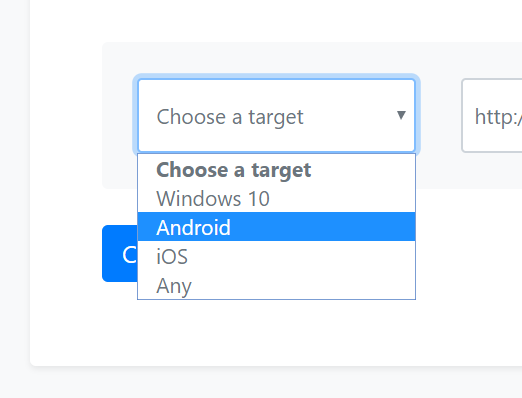 Choose a target ▼
http:/
Choose a target
Windows 10
Android
iOS
Any
C